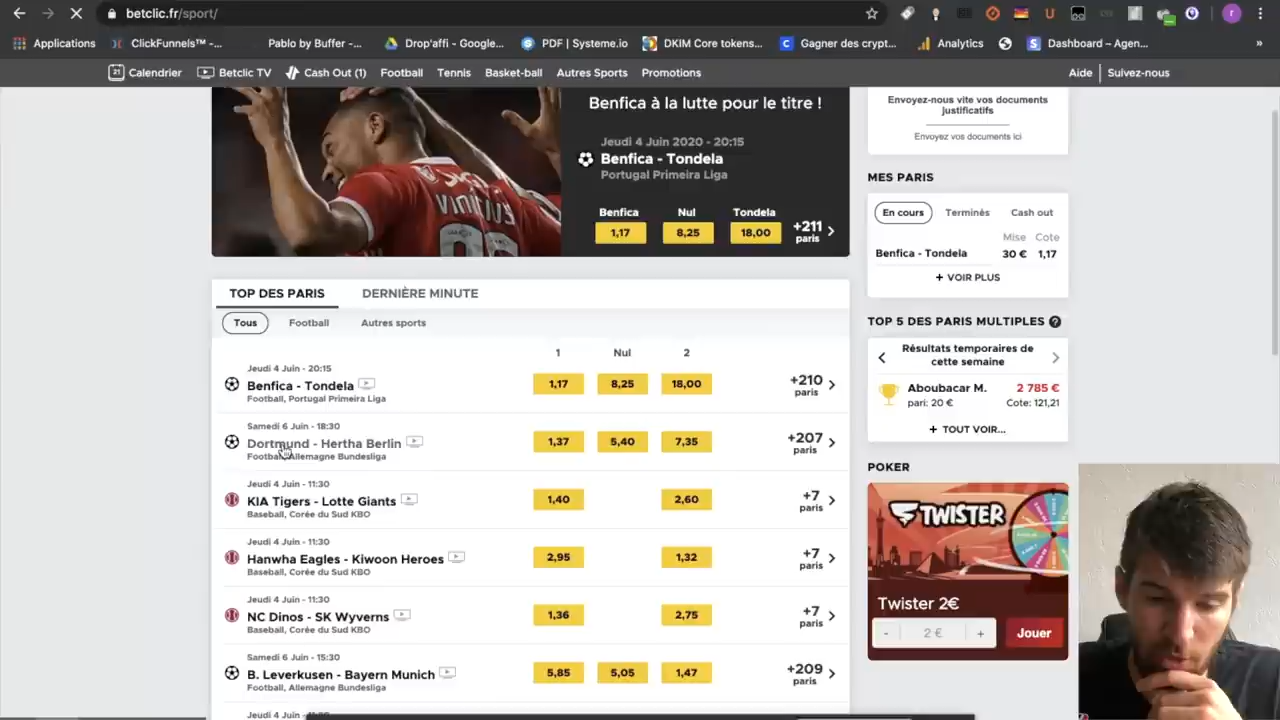 betclic.fr/sport/
Applications
ClickFunnels™ -...
Pablo by Buffer -...
Drop'affi - Google...
PDF | Systeme.io
DKIM Core tokens...
Gagner des crypt...
Analytics
Dashboard – Agen...
»
Calendrier
Betclic TV
Cash Out (1)
Football
Tennis
Basket-ball
Autres Sports
Promotions
Aide
Suivez-nous
Benfica à la lutte pour le titre !
Jeudi 4 Juin 2020 - 20:15
Benfica - Tondela
Portugal Primeira Liga
Benfica Nul Tondela
1,17 8,25 18,00
+211
paris
Envoyez-nous vite vos documents
justificatifs
Envoyez vos documents ici
MES PARIS
En cours Terminés Cash out
Mise Cote
Benfica - Tondela 30 € 1,17
+ VOIR PLUS
TOP DES PARIS DERNIÈRE MINUTE
Tous Football Autres sports
1 Nul 2
Jeudi 4 Juin - 20:15
Benfica - Tondela
Football, Portugal Primeira Liga
1,17 8,25 18,00
+210
paris
Samedi 6 Juin - 18:30
Dortmund - Hertha Berlin
Football, Allemagne Bundesliga
1,37 5,40 7,35
+207
paris
Jeudi 4 Juin - 11:30
KIA Tigers - Lotte Giants
Baseball, Corée du Sud KBO
1,40 2,60
+7
paris
Jeudi 4 Juin - 11:30
Hanwha Eagles - Kiwoon Heroes
Baseball, Corée du Sud KBO
2,95 1,32
+7
paris
Jeudi 4 Juin - 11:30
NC Dinos - SK Wyverns
Baseball, Corée du Sud KBO
1,36 2,75
+7
paris
Samedi 6 Juin - 15:30
B. Leverkusen - Bayern Munich
Football, Allemagne Bundesliga
5,85 5,05 1,47
+209
paris
Jeudi 4 Juin
TOP 5 DES PARIS MULTIPLES ?
Résultats temporaires de
cette semaine
Aboubacar M. 2 785 €
pari: 20 € Cote: 121,21
+ TOUT VOIR...
POKER
TWISTER
Twister 2€
- 2 € +
Jouer